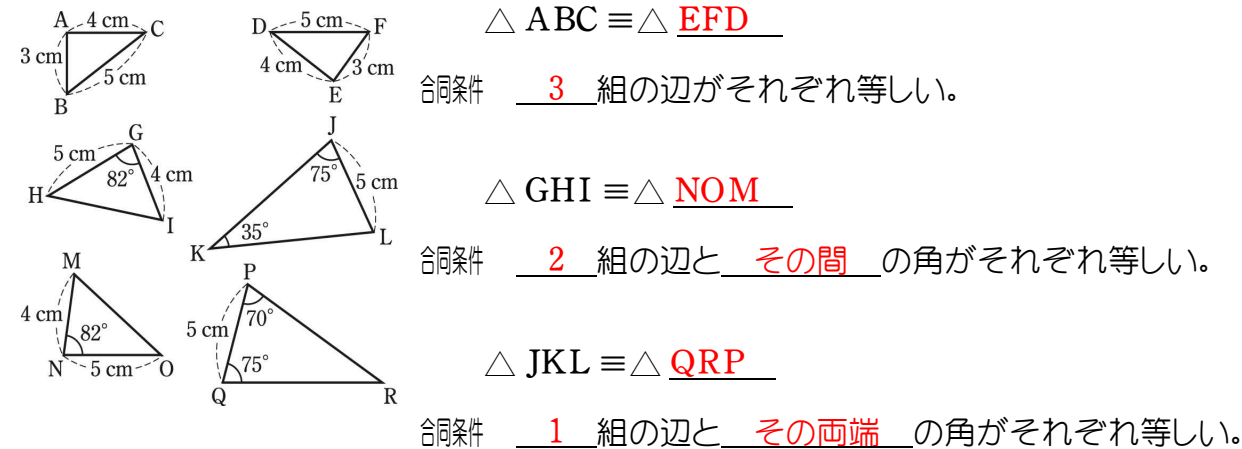 A 4 cm C
3 cm
5 cm
B
D 5 cm F
4 cm 3 cm
E
△ ABC ≡△ EFD
合同条件 3 組の辺がそれぞれ等しい。
G
5 cm
82° 4 cm
H
I
J
75° 5 cm
35°
K L
△ GHI ≡△ NOM
合同条件 2 組の辺と その間 の角がそれぞれ等しい。
M
4 cm
82°
N 5 cm O
P
70°
5 cm
75°
Q R
△ JKL ≡△ QRP
合同条件 1 組の辺と その両端 の角がそれぞれ等しい。